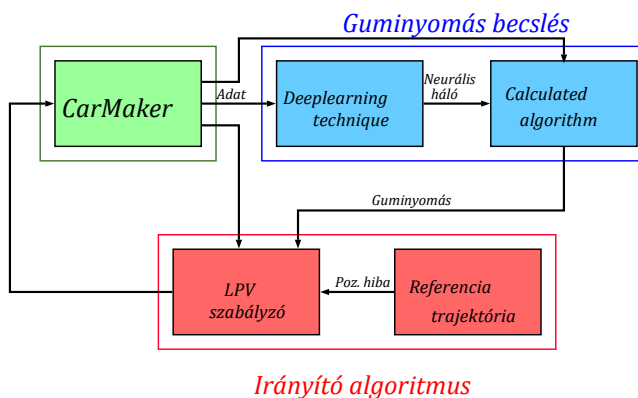 Guminyomás becslés
CarMaker
Adat
Deeplearning
technique
Neurális
háló
Calculated
algorithm
Guminyomás
LPV
szabályzó
Poz. hiba
Referencia
trajektória
Irányító algoritmus